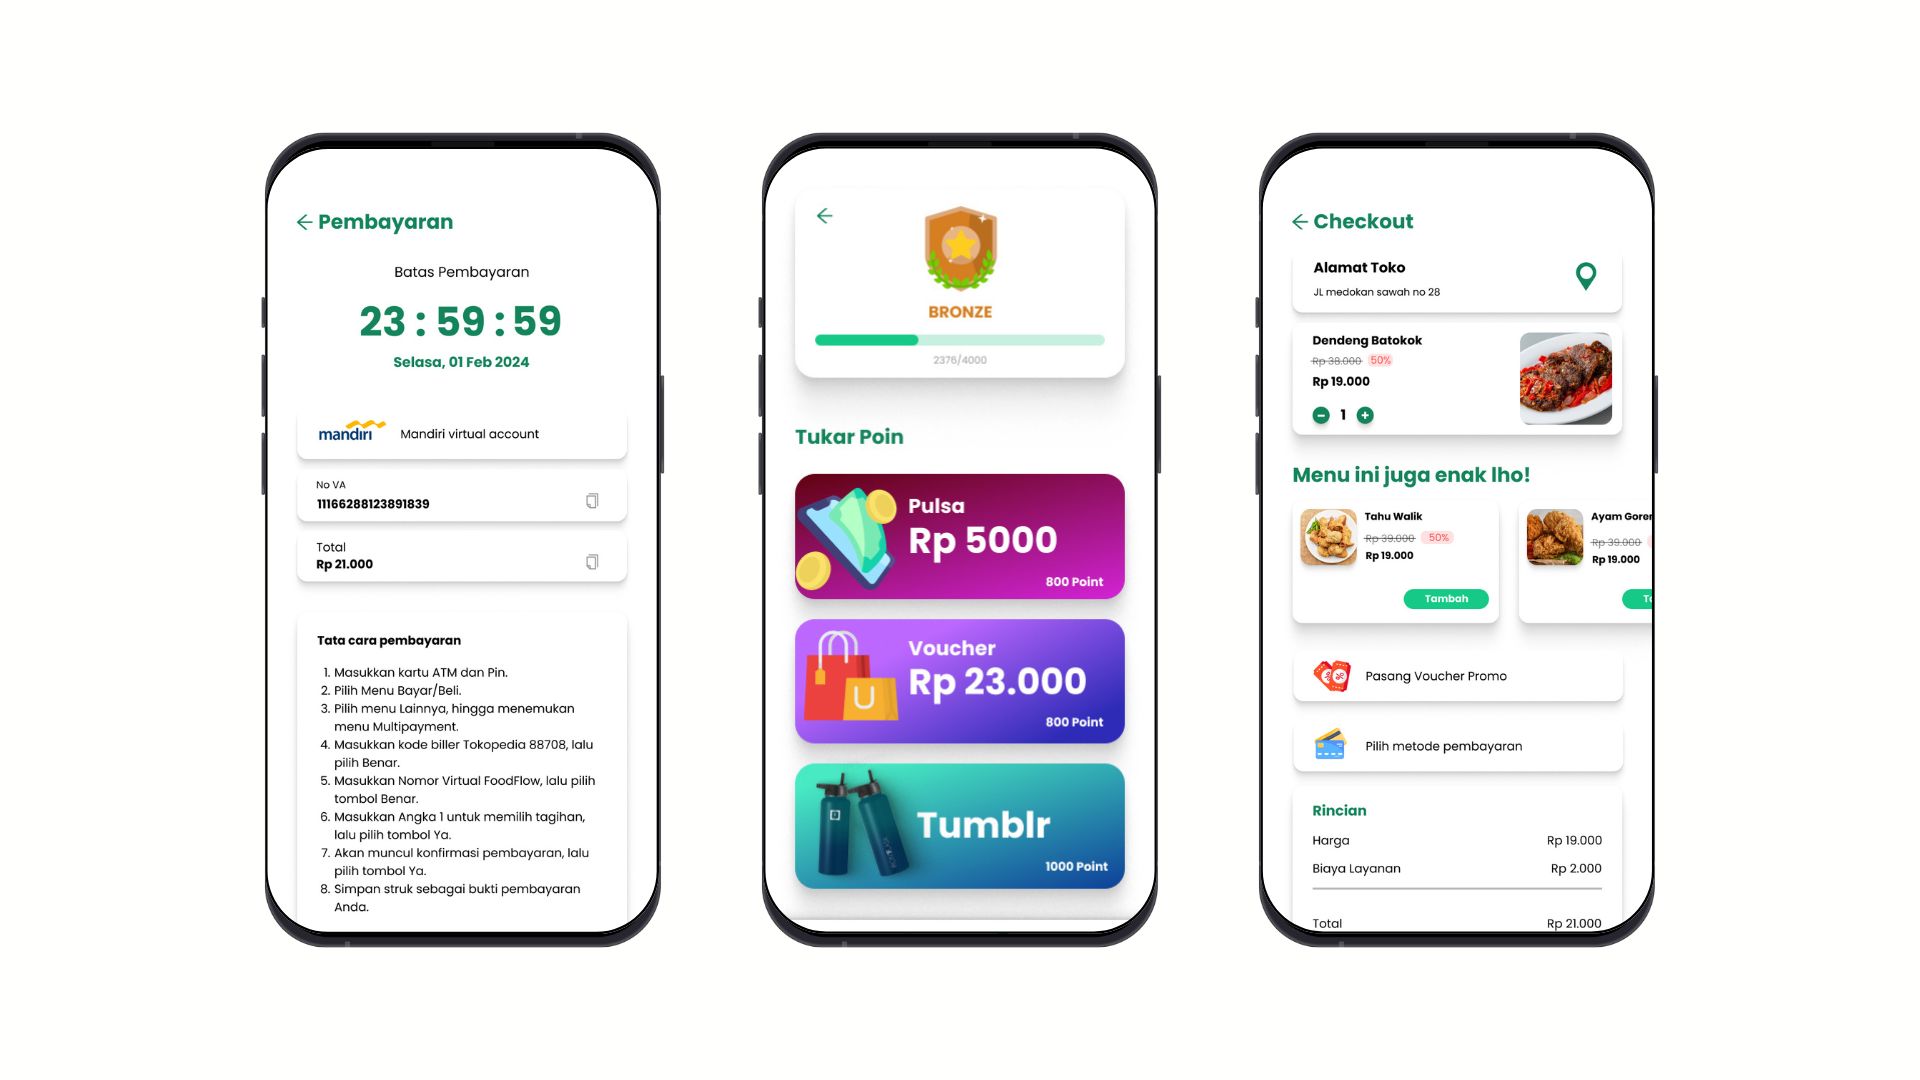 Pembayaran
Batas Pembayaran
23 : 59 : 59
Selasa, 01 Feb 2024
mandiri
Mandiri virtual account
No VA
11166288123891839
Total
Rp 21.000
Tata cara pembayaran
1. Masukkan kartu ATM dan Pin.
2. Pilih Menu Bayar/Beli.
3. Pilih menu Lainnya, hingga menemukan
menu Multipayment.
4. Masukkan kode biller Tokopedia 88708, lalu
pilih Benar.
5. Masukkan Nomor Virtual FoodFlow, lalu pilih
tombol Benar.
6. Masukkan Angka 1 untuk memilih tagihan,
lalu pilih tombol Ya.
7. Akan muncul konfirmasi pembayaran, lalu
pilih tombol Ya.
8. Simpan struk sebagai bukti pembayaran
Anda.
BRONZE
2376/4000
Tukar Poin
Pulsa
Rp 5000
800 Point
U
Voucher
Rp 23.000
800 Point
Tumblr
1000 Point
Checkout
Alamat Toko
JL medokan sawah no 28
Dendeng Batokok
Rp 38.000 50%
Rp 19.000
1
Menu ini juga enak lho!
Tahu Walik
Rp 39.000 50%
Rp 19.000
Tambah
Ayam Gorer
Rp 39.000
Rp 19.000
Ta
Pasang Voucher Promo
Pilih metode pembayaran
Rincian
Harga Rp 19.000
Biaya Layanan Rp 2.000
Total Rp 21.000